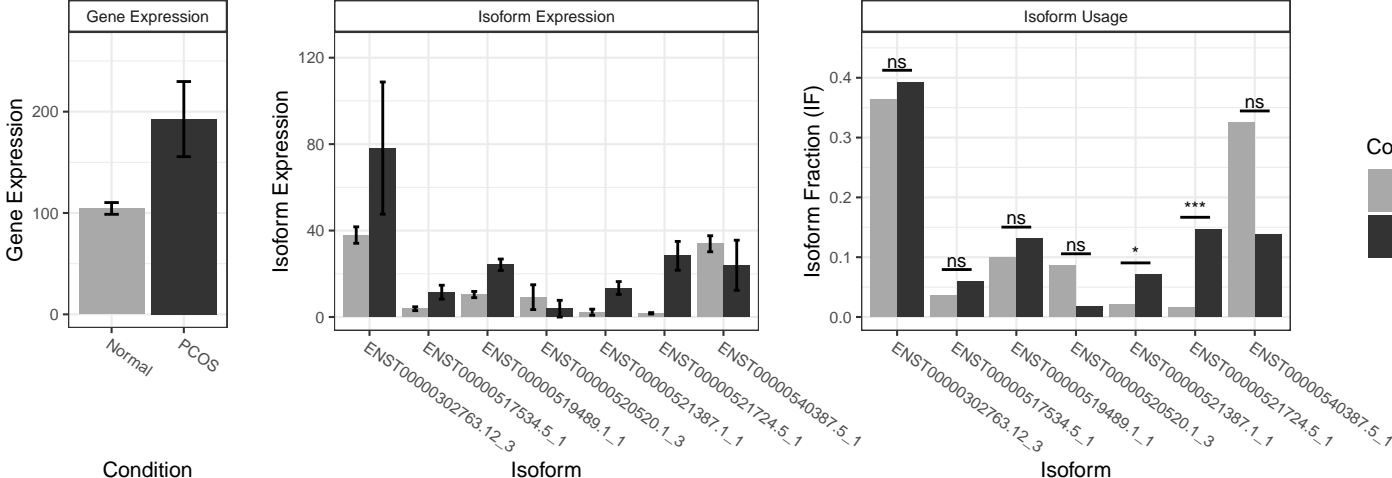 Gene Expression
Isoform Expression
Isoform Usage
Gene Expression
200
100
0
Normal
PCOS
Condition
Isoform Expression
120
80
40
0
ENST00000302763.12_3
ENST00000517534.5_1
ENST00000519489.1_1
ENST00000520520.1_3
ENST00000521387.1_1
ENST00000521724.5_1
ENST00000540387.5_1
Isoform
Isoform Fraction (IF)
0.4
0.3
0.2
0.1
0.0
ns
ns
ns
ns
*
***
ns
ENST00000302763.12_3
ENST00000517534.5_1
ENST00000519489.1_1
ENST00000520520.1_3
ENST00000521387.1_1
ENST00000521724.5_1
ENST00000540387.5_1
Isoform
Co